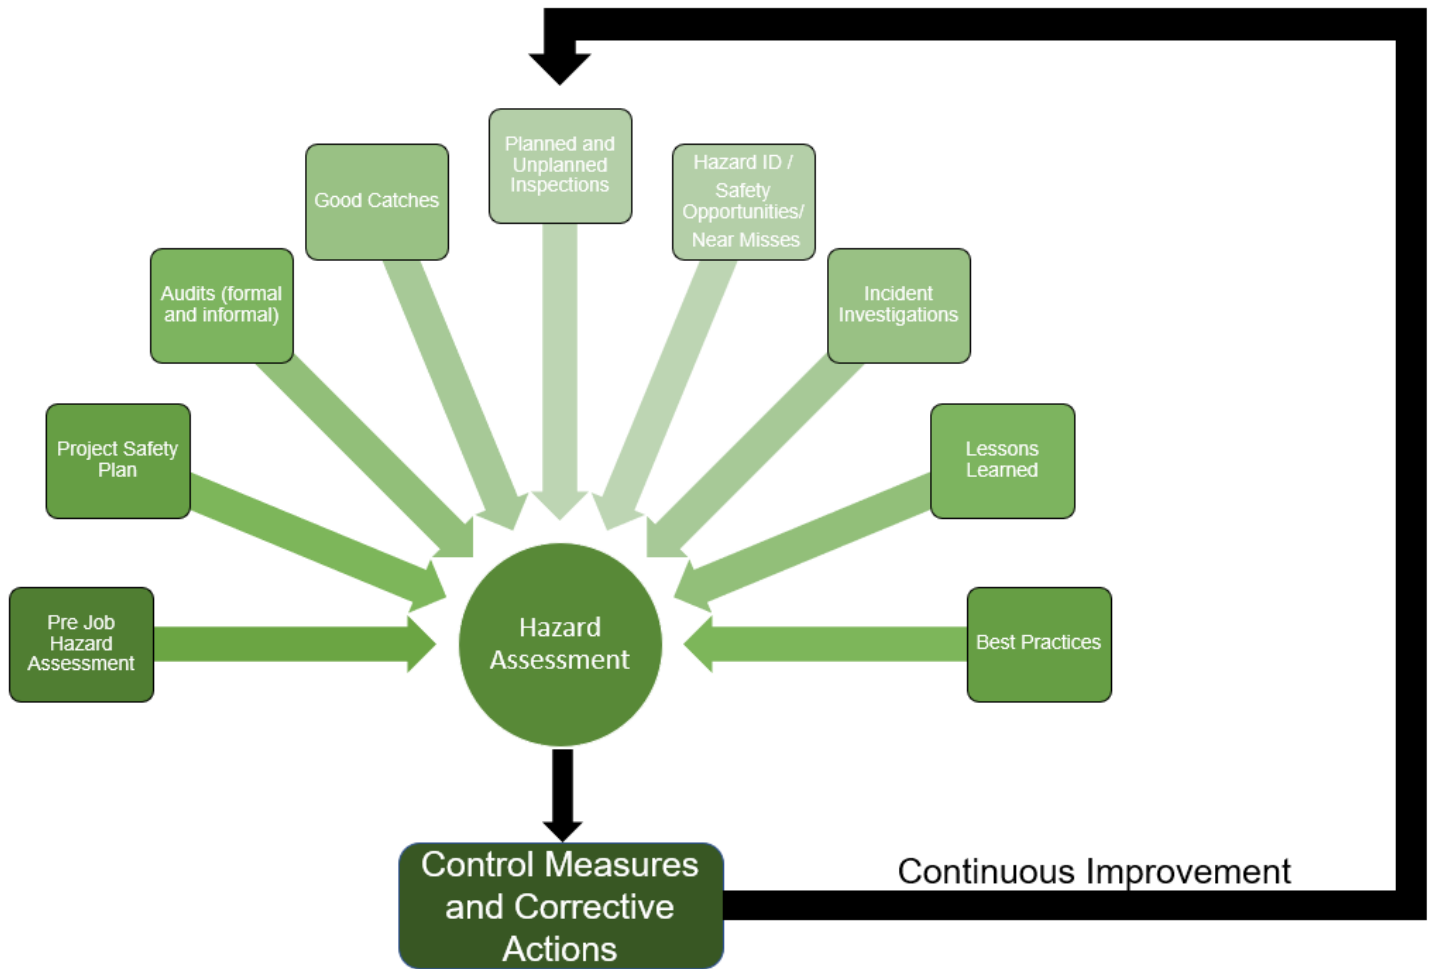 Planned and
Unplanned
Inspections
Good Catches
Hazard ID /
Safety
Opportunities/
Near Misses
Audits (formal
and informal)
Incident
Investigations
Project Safety
Plan
Lessons
Learned
Pre Job
Hazard
Assessment
Hazard
Assessment
Best Practices
Control Measures
and Corrective
Actions
Continuous Improvement